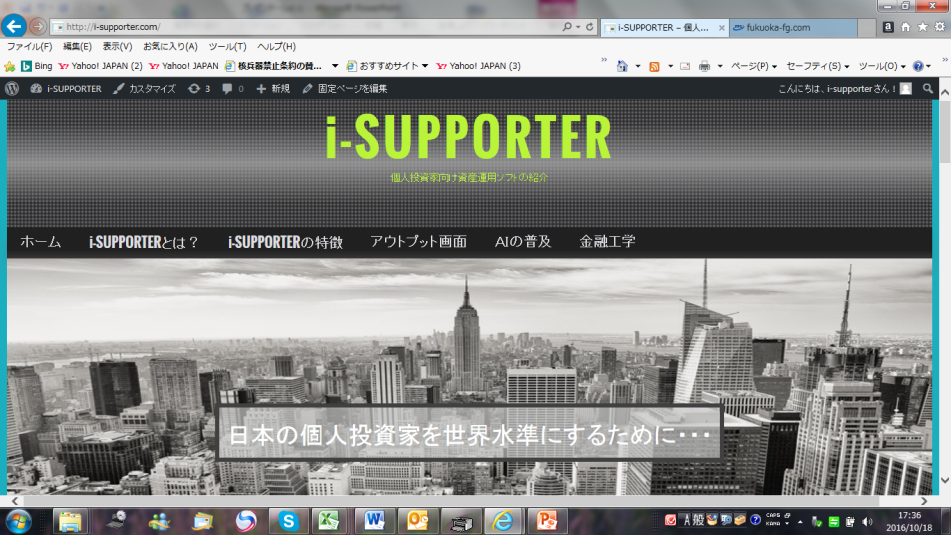 http://i-supporter.com/
i-SUPPORTER – 個人...
fukuoka-fg.com
ファイル(F) 編集(E) 表示(V) お気に入り(A) ツール(T) ヘルプ(H)
Bing Yahoo! JAPAN (2) Yahoo! JAPAN 核兵器禁止条約の賛... おすすめサイト Yahoo! JAPAN (3) ページ(P) セーフティ(S) ツール(O)
i-SUPPORTER カスタマイズ 3 0 新規 固定ページを編集 こんにちは、i-supporter さん！
i-SUPPORTER
個人投資家向け資産運用ソフトの紹介
ホーム i-SUPPORTERとは？ i-SUPPORTERの特徴 アウトプット画面 AIの普及 金融工学
日本の個人投資家を世界水準にするために・・・
A 般 CAPS KANA
17:36
2016/10/18